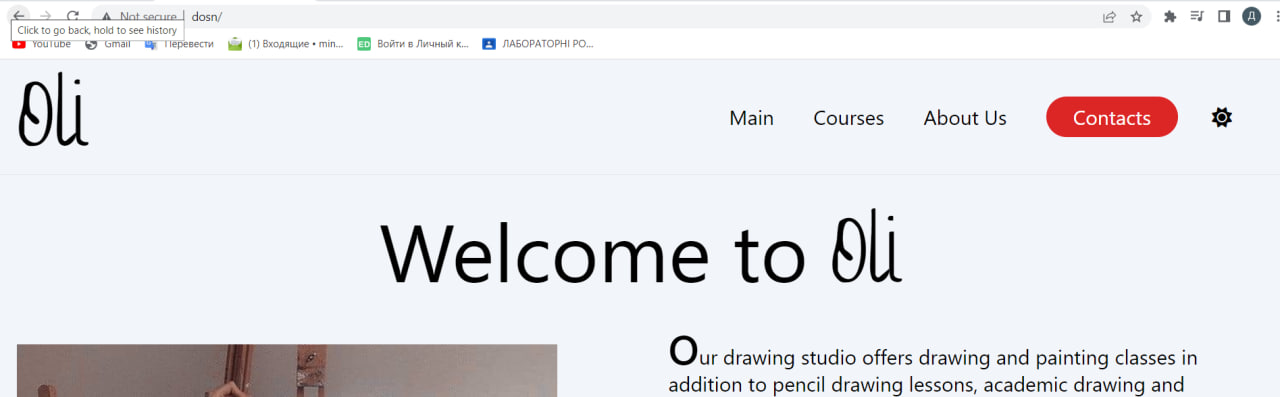 Not secure | dosn/
Click to go back, hold to see history
YouTube Gmail Перевести (1) Входящие • min... ED Войти в Личный к... ЛАБОРАТОРНІ РО...
Д
Oli
Main Courses About Us Contacts
Welcome to Oli
Our drawing studio offers drawing and painting classes in
addition to pencil drawing lessons, academic drawing and